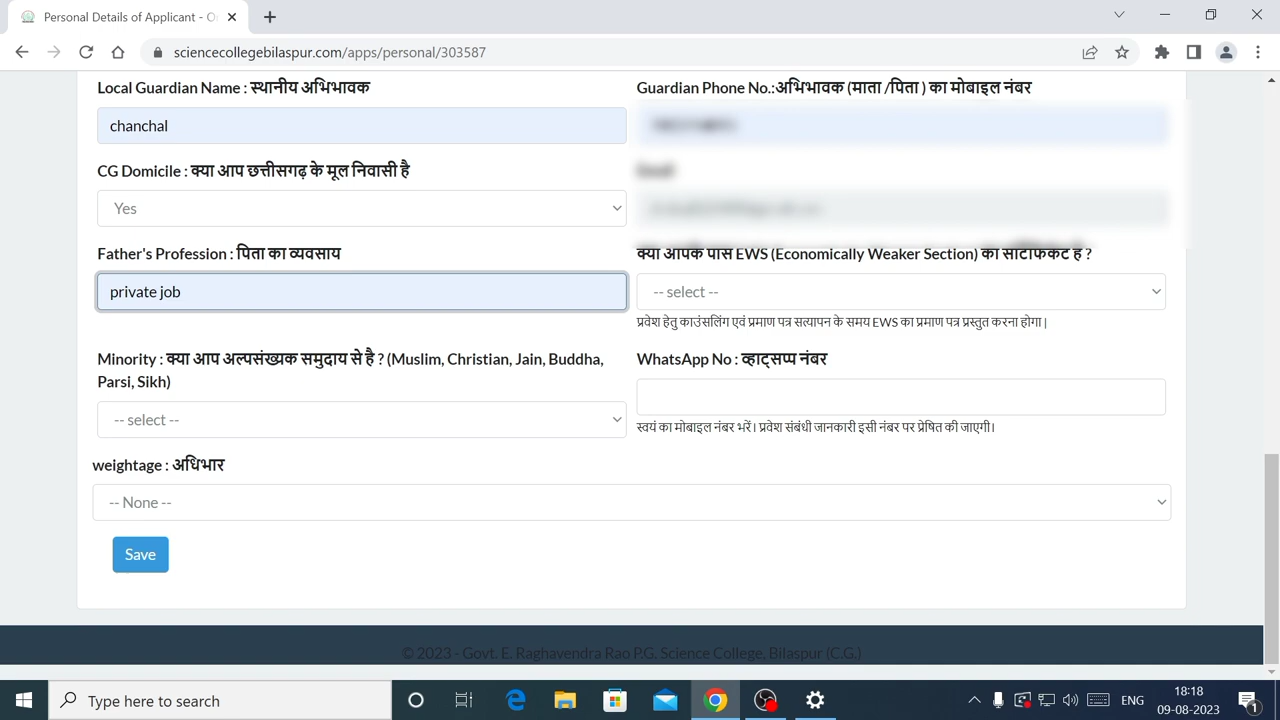 Personal Details of Applicant - O
sciencecollegebilaspur.com/apps/personal/303587
Local Guardian Name : स्थानीय अभिभावक
Guardian Phone No.:अभिभावक (माता /पिता ) का मोबाइल नंबर
chanchal
CG Domicile : क्या आप छत्तीसगढ़ के मूल निवासी है
Yes
Father's Profession : पिता का व्यवसाय
क्या आपके पास EWS (Economically Weaker Section) का सर्टिफिकेट है ?
private job
-- select --
प्रवेश हेतु काउंसलिंग एवं प्रमाण पत्र सत्यापन के समय EWS का प्रमाण पत्र प्रस्तुत करना होगा |
Minority : क्या आप अल्पसंख्यक समुदाय से है ? (Muslim, Christian, Jain, Buddha,
Parsi, Sikh)
WhatsApp No : व्हाट्सप्प नंबर
-- select --
स्वयं का मोबाइल नंबर भरें। प्रवेश संबंधी जानकारी इसी नंबर पर प्रेषित की जाएगी।
weightage : अधिभार
-- None --
Save
© 2023 - Govt. E. Raghavendra Rao P.G. Science College, Bilaspur (C.G.)
Type here to search
ENG
18:18
09-08-2023
1